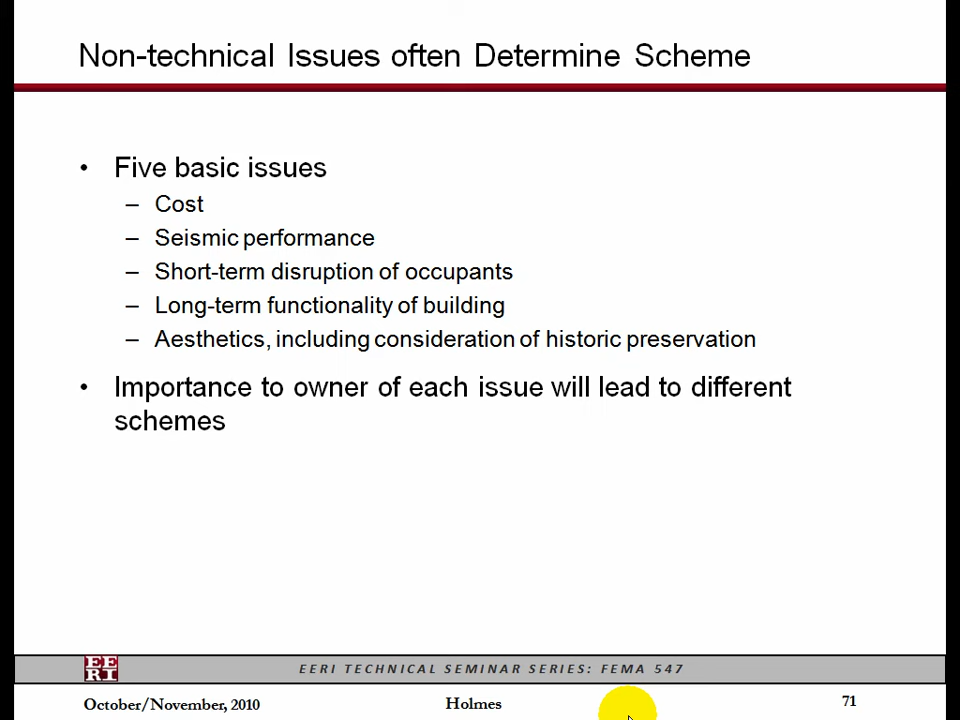 Non-technical Issues often Determine Scheme
• Five basic issues
– Cost
– Seismic performance
– Short-term disruption of occupants
– Long-term functionality of building
– Aesthetics, including consideration of historic preservation
• Importance to owner of each issue will lead to different
schemes
EE
RI
EERI TECHNICAL SEMINAR SERIES: FEMA 547
October/November, 2010 Holmes 71